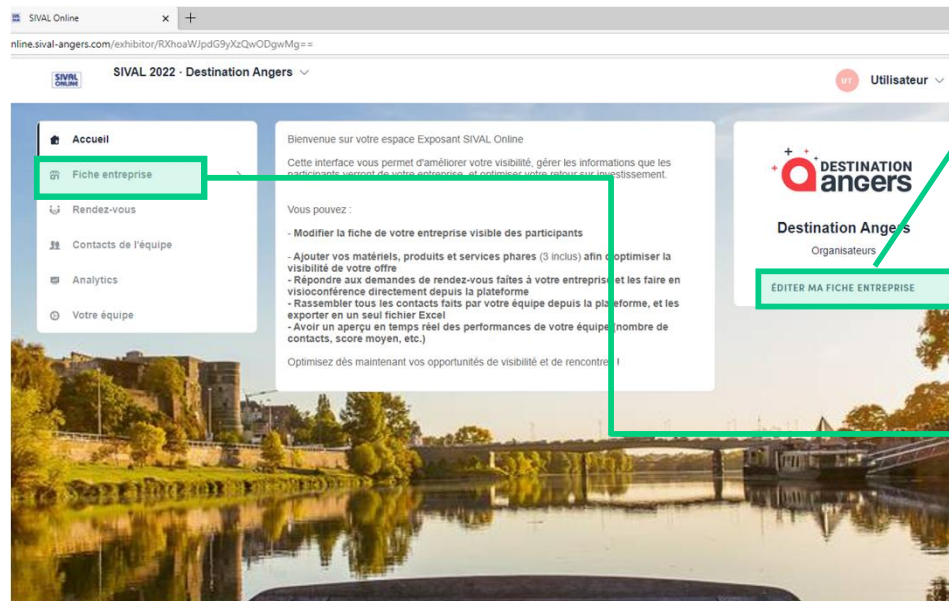 SIVAL Online
nline.sival-angers.com/exhibitor/RXhoaWJpdG9yXzQwODgwMg==
SIVAL ONLINE
SIVAL 2022 · Destination Angers
UT
Utilisateur
Accueil
Fiche entreprise
Rendez-vous
Contacts de l'équipe
Analytics
Votre équipe
Bienvenue sur votre espace Exposant SIVAL Online
Cette interface vous permet d'améliorer votre visibilité, gérer les informations que les
participants verront de votre entreprise, et optimiser votre retour sur investissement.
Vous pouvez :
- Modifier la fiche de votre entreprise visible des participants
- Ajouter vos matériels, produits et services phares (3 inclus) afin d'optimiser la
visibilité de votre offre
- Répondre aux demandes de rendez-vous faîtes à votre entreprise et les faire en
visioconférence directement depuis la plateforme
- Rassembler tous les contacts faits par votre équipe depuis la plateforme, et les
exporter en un seul fichier Excel
- Avoir un aperçu en temps réel des performances de votre équipe (nombre de
contacts, score moyen, etc.)
Optimisez dès maintenant vos opportunités de visibilité et de rencontres !
DESTINATION
angers
Destination Angers
Organisateurs
ÉDITER MA FICHE ENTREPRISE